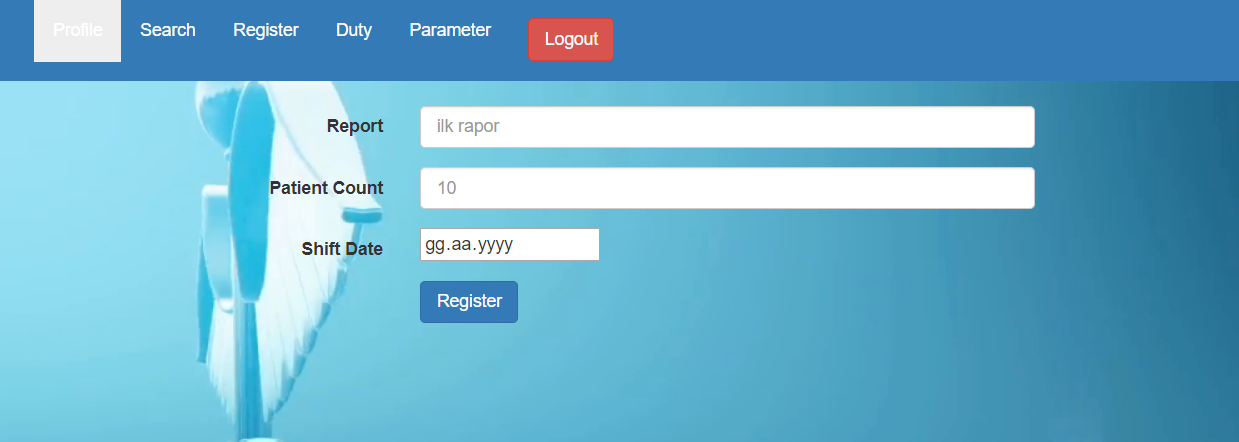 Profile Search Register Duty Parameter Logout
Report ilk rapor
Patient Count 10
Shift Date gg.aa.yyyy
Register